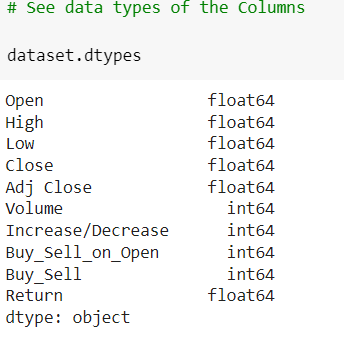 # See data types of the Columns
dataset.dtypes
Open float64
High float64
Low float64
Close float64
Adj Close float64
Volume int64
Increase/Decrease int64
Buy_Sell_on_Open int64
Buy_Sell int64
Return float64
dtype: object